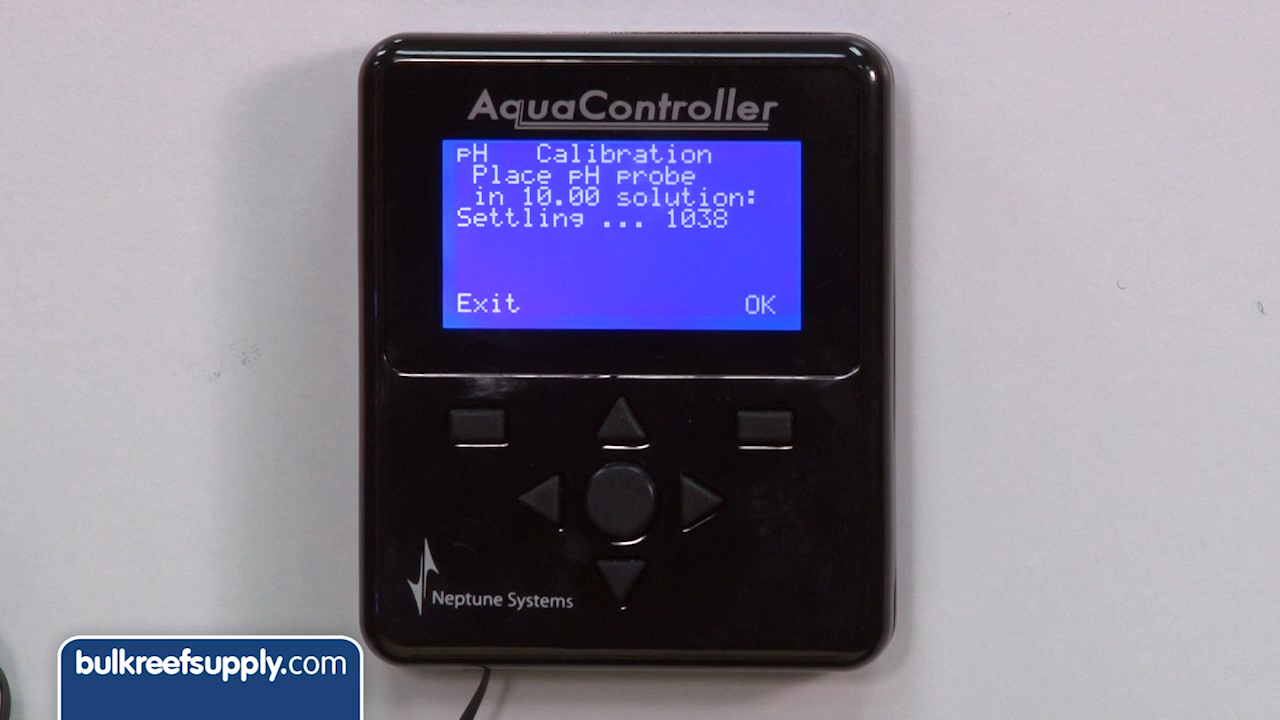 AquaController
pH Calibration
Place pH probe
in 10.00 solution:
Settling ... 1038
Exit OK
Neptune Systems
bulkreefsupply.com